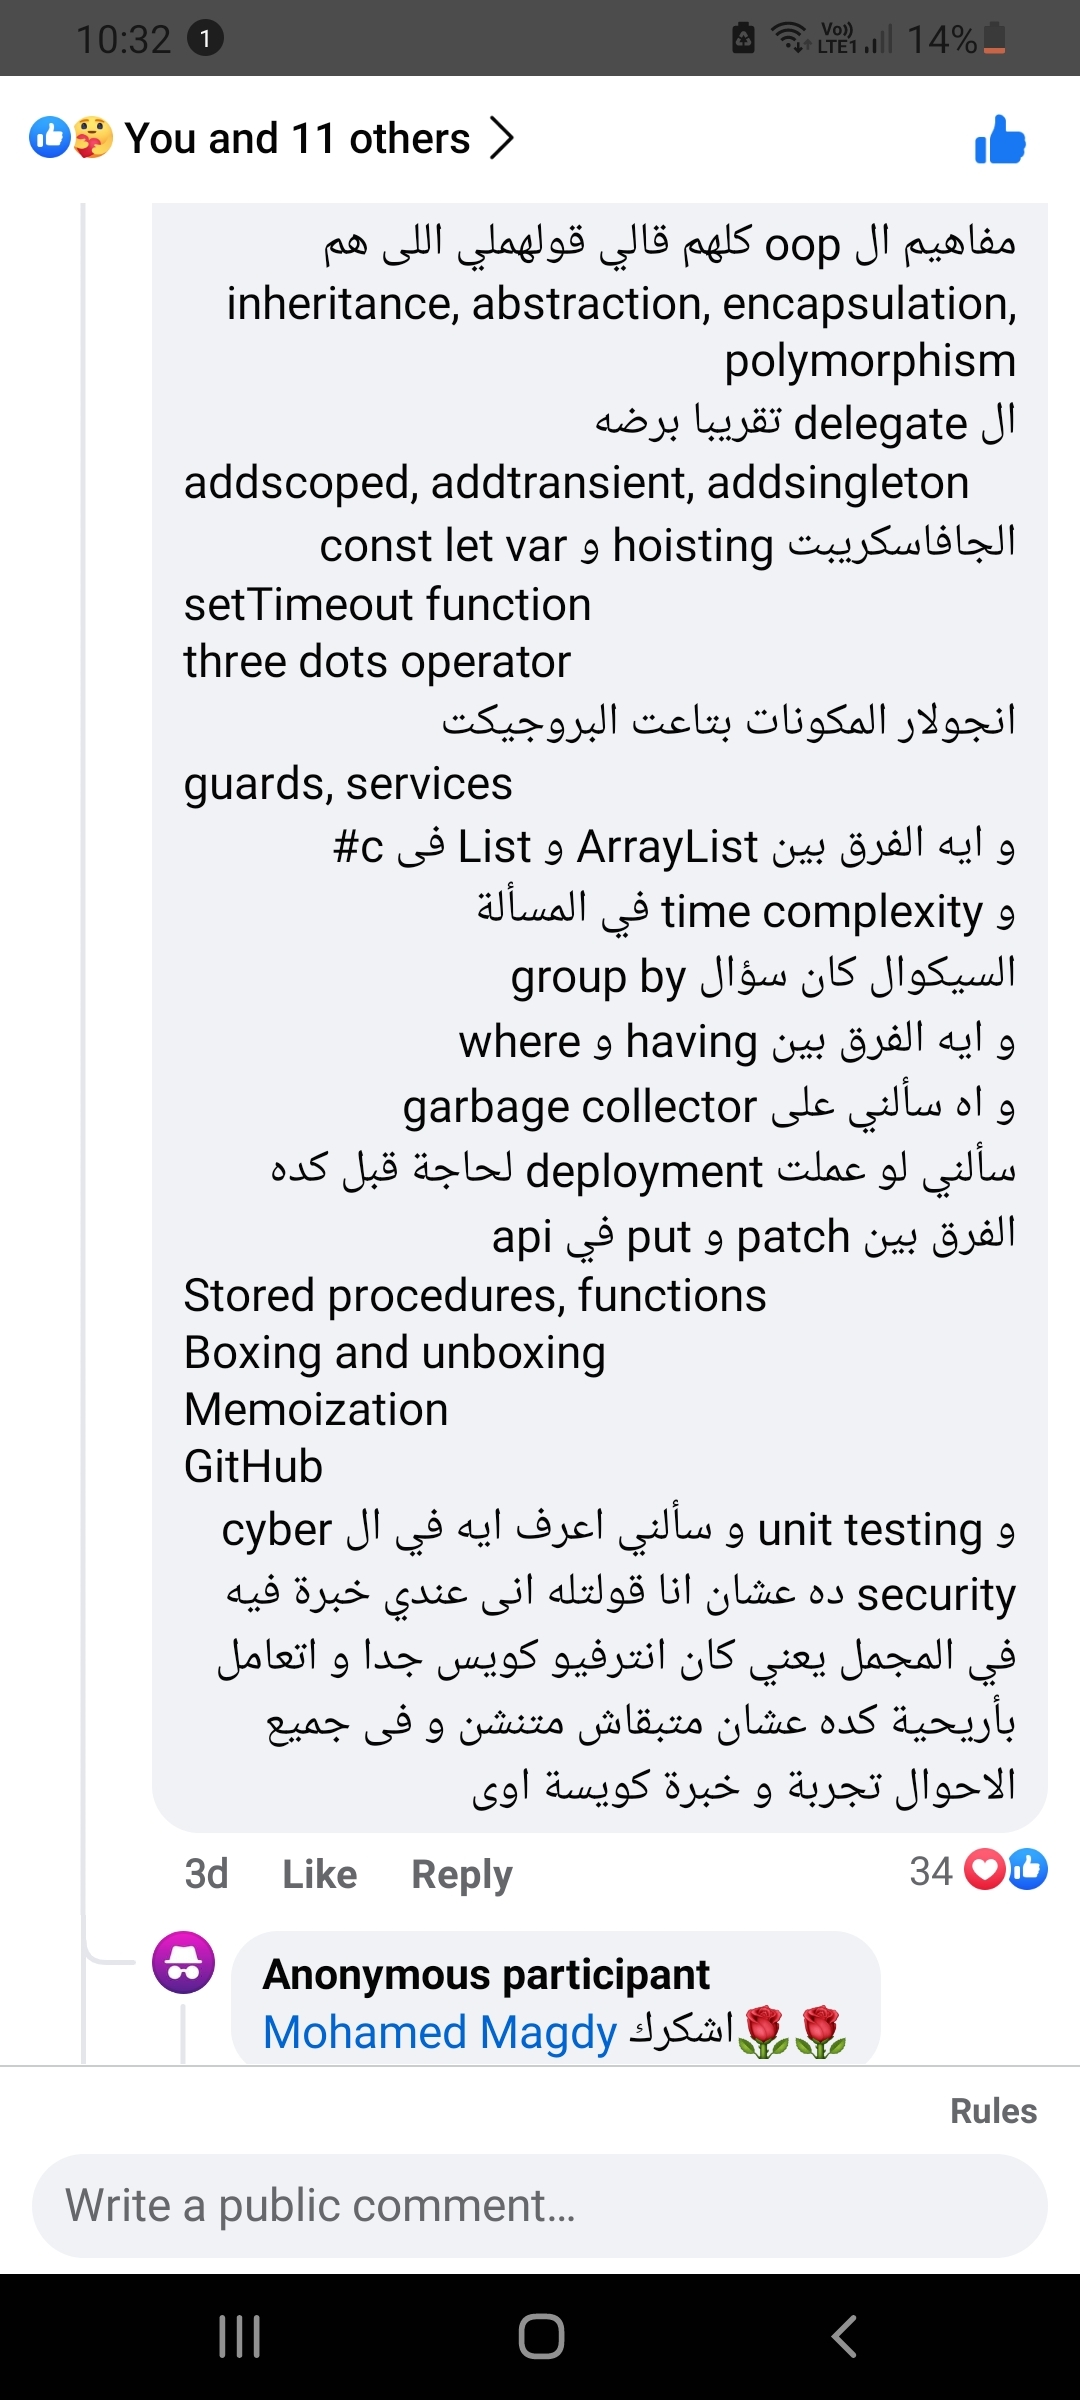 10:32 1 Vo)) LTE1 14%
You and 11 others
مفاهيم ال oop كلهم قالي قولهملي اللى هم
inheritance, abstraction, encapsulation,
polymorphism
ال delegate تقريبا برضه
addscoped, addtransient, addsingleton
الجافاسكريبت hoisting و const let var
setTimeout function
three dots operator
انجولار المكونات بتاعت البروجيكت
guards, services
و ايه الفرق بين ArrayList و List فى c#
و time complexity في المسألة
السيكوال كان سؤال group by
و ايه الفرق بين having و where
و اه سألني على garbage collector
سألني لو عملت deployment لحاجة قبل كده
الفرق بين patch و put في api
Stored procedures, functions
Boxing and unboxing
Memoization
GitHub
و unit testing و سألني اعرف ايه في ال cyber
security ده عشان انا قولتله انى عندي خبرة فيه
في المجمل يعني كان انترفيو كويس جدا و اتعامل
بأريحية كده عشان متبقاش متنشن و فى جميع
الاحوال تجربة و خبرة كويسة اوى
3d Like Reply 34
Anonymous participant
Mohamed Magdy اشكرك🌹🌹
Rules
Write a public comment...